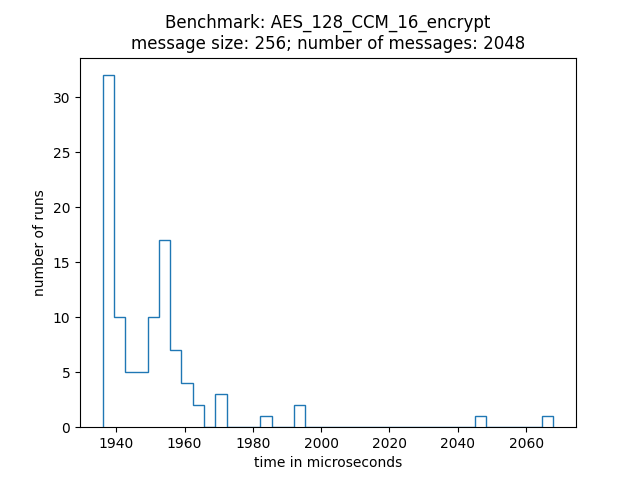 Benchmark: AES_128_CCM_16_encrypt
message size: 256; number of messages: 2048
30
25
20
15
10
5
0
number of runs
1940 1960 1980 2000 2020 2040 2060
time in microseconds